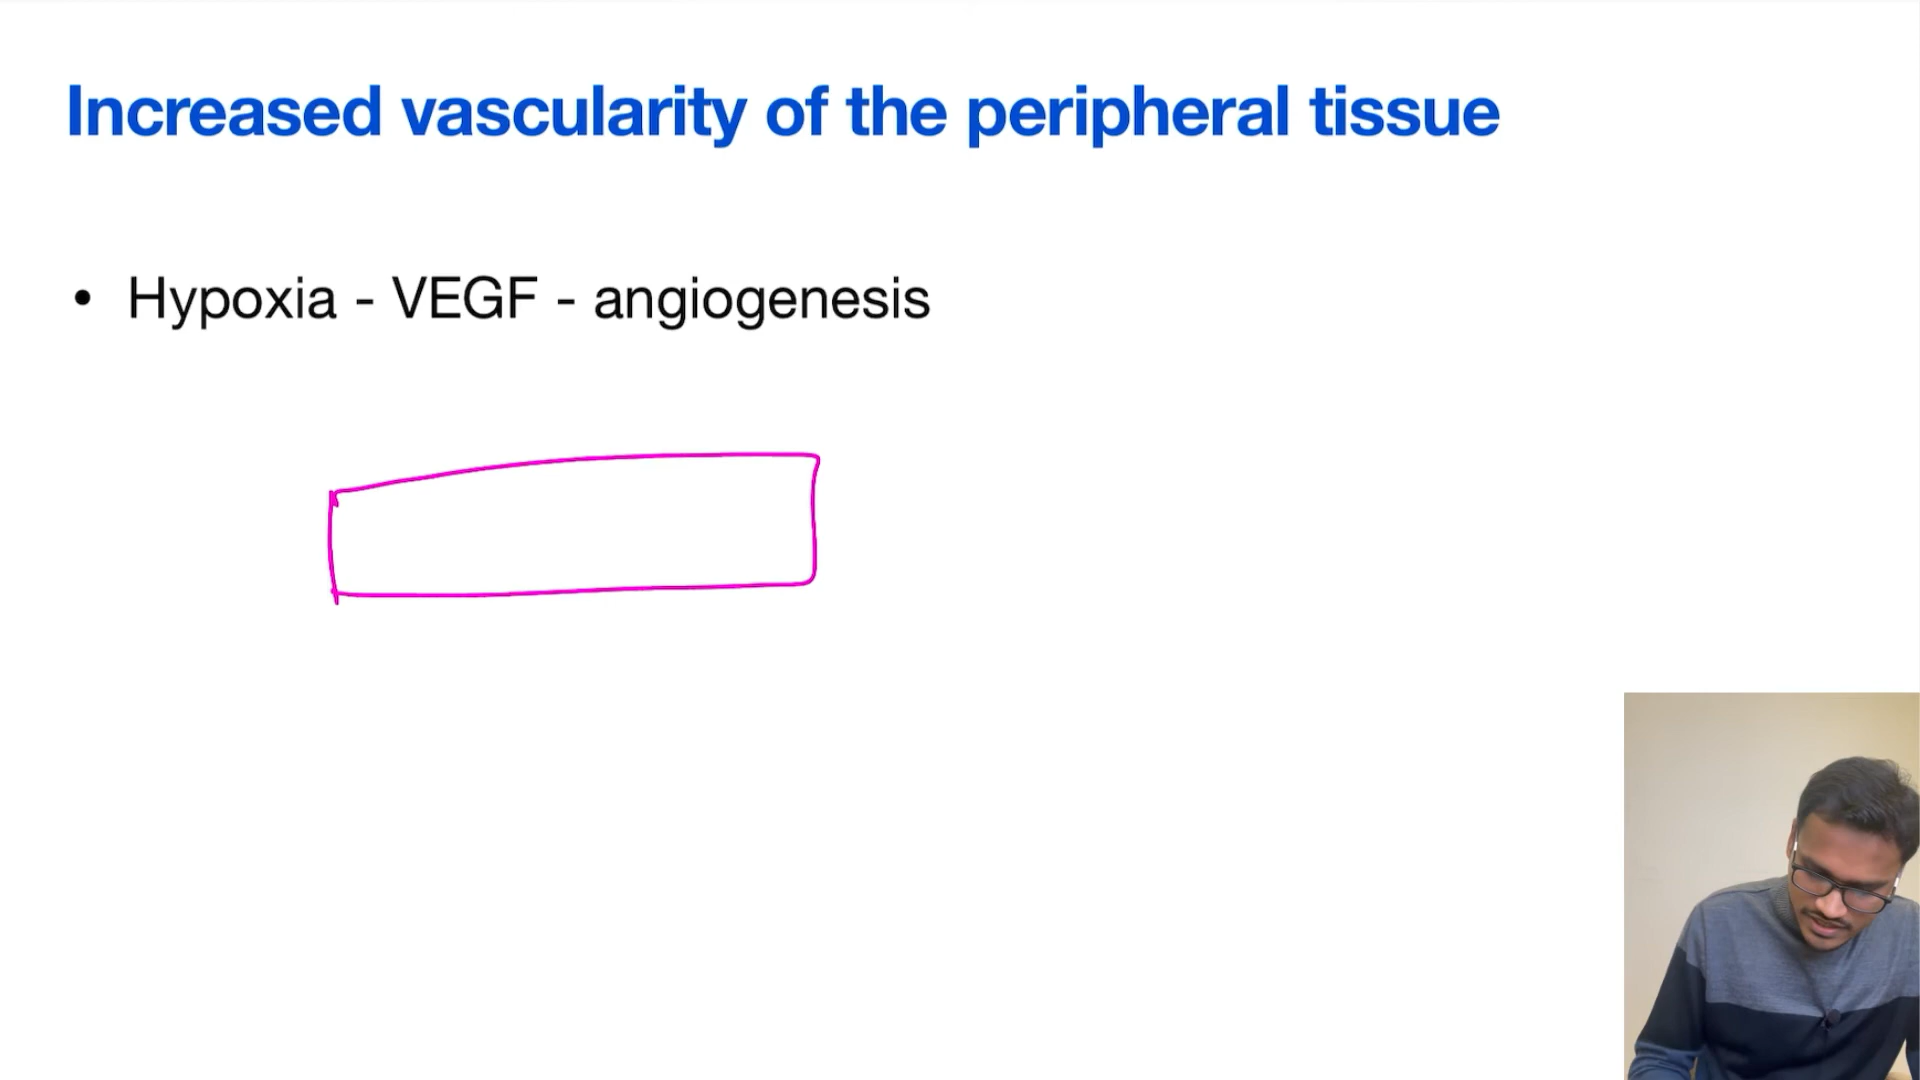 Increased vascularity of the peripheral tissue
• Hypoxia - VEGF - angiogenesis